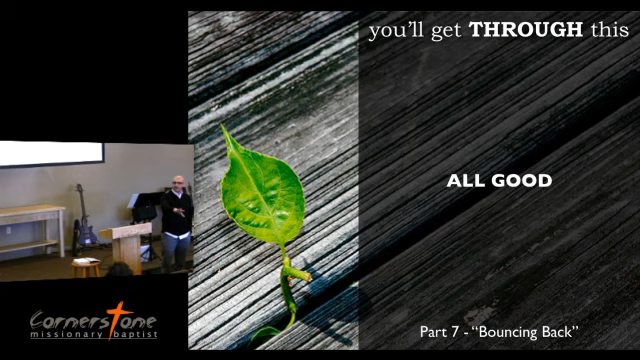 you'll get THROUGH this
ALL GOOD
Cornerstone
missionary baptist
Part 7 - "Bouncing Back"